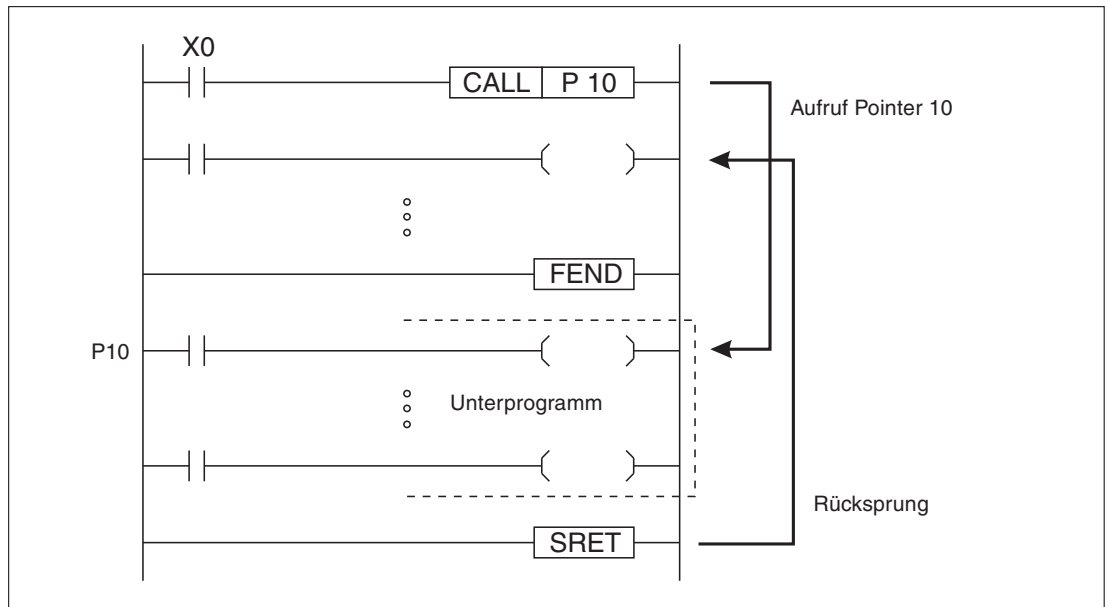 X0
CALL P 10
Aufruf Pointer 10
FEND
P10
Unterprogramm
Rücksprung
SRET